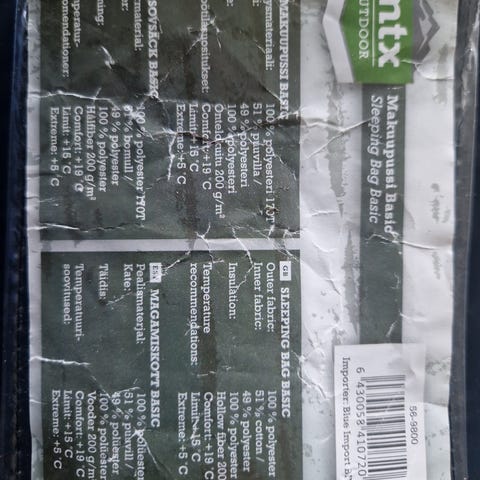 mtx
OUTDOOR
Makuupussi Basic
Sleeping Bag Basic
56-9800
6 430058 410720
Importer: Blue Import B
MAKUUPUSSI BASIC
100 % polyesteri 170T
51 % puuvilla /
49 % polyesteri
100 % polyesteri
Ontelokuitu 200 g/m²
Comfort: +19 °C
Limit: +15 °C
Extreme: +5 °C
SOVSÄCK BASIC
100 % polyester 170T
51 % bomull /
49 % polyester
100 % polyester
Hålfiber 200 g/m²
Comfort: +19 °C
Limit: +15 °C
Extreme: +5 °C
GB SLEEPING BAG BASIC
Outer fabric: 100 % polyester
Inner fabric: 51 % cotton /
49 % polyester
Insulation: 100 % polyester
Hollow fiber 200
Temperature Comfort: +19 °C
recommendations: Limit: +15 °C
Extreme: +5 °C
EST MAGAMISKOTT BASIC
Pealismaterjal: 100 % polüester
Kate: 51 % puuvill /
49 % polüester
Täidis: 100 % polüester
Vooder 200 g/m
Temperatuuri- Comfort: +19 °C
soovitused: Limit: +15 °C
Extreme: +5 °C